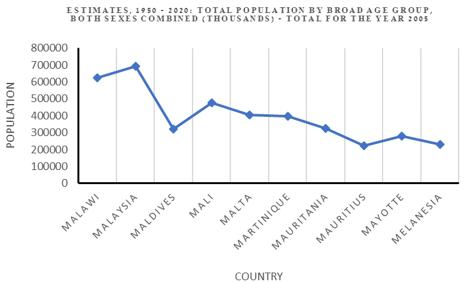 ESTIMATES, 1950 - 2020: TOTAL POPULATION BY BROAD AGE GROUP,
BOTH SEXES COMBINED (THOUSANDS) - TOTAL FOR THE YEAR 2005
POPULATION
800000
700000
600000
500000
400000
300000
200000
100000
0
MALAWI
MALAYSIA
MALDIVES
MALI
MALTA
MARTINIQUE
MAURITANIA
MAURITIUS
MAYOTTE
MELANESIA
COUNTRY